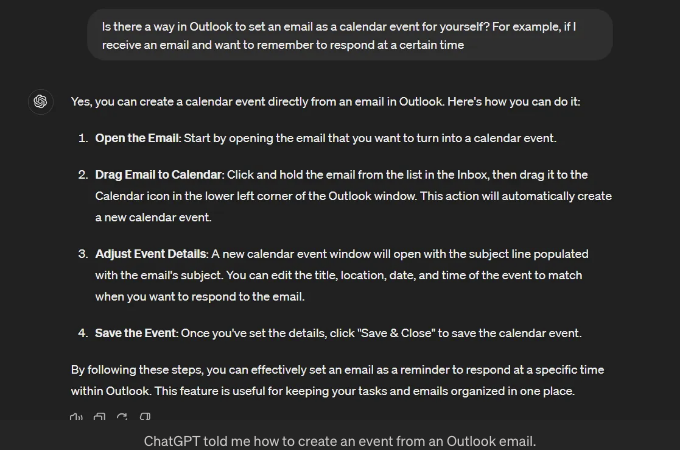 Is there a way in Outlook to set an email as a calendar event for yourself? For example, if I
receive an email and want to remember to respond at a certain time
Yes, you can create a calendar event directly from an email in Outlook. Here's how you can do it:
1. Open the Email: Start by opening the email that you want to turn into a calendar event.
2. Drag Email to Calendar: Click and hold the email from the list in the Inbox, then drag it to the
Calendar icon in the lower left corner of the Outlook window. This action will automatically create
a new calendar event.
3. Adjust Event Details: A new calendar event window will open with the subject line populated
with the email's subject. You can edit the title, location, date, and time of the event to match
when you want to respond to the email.
4. Save the Event: Once you've set the details, click "Save & Close" to save the calendar event.
By following these steps, you can effectively set an email as a reminder to respond at a specific time
within Outlook. This feature is useful for keeping your tasks and emails organized in one place.
ChatGPT told me how to create an event from an Outlook email.